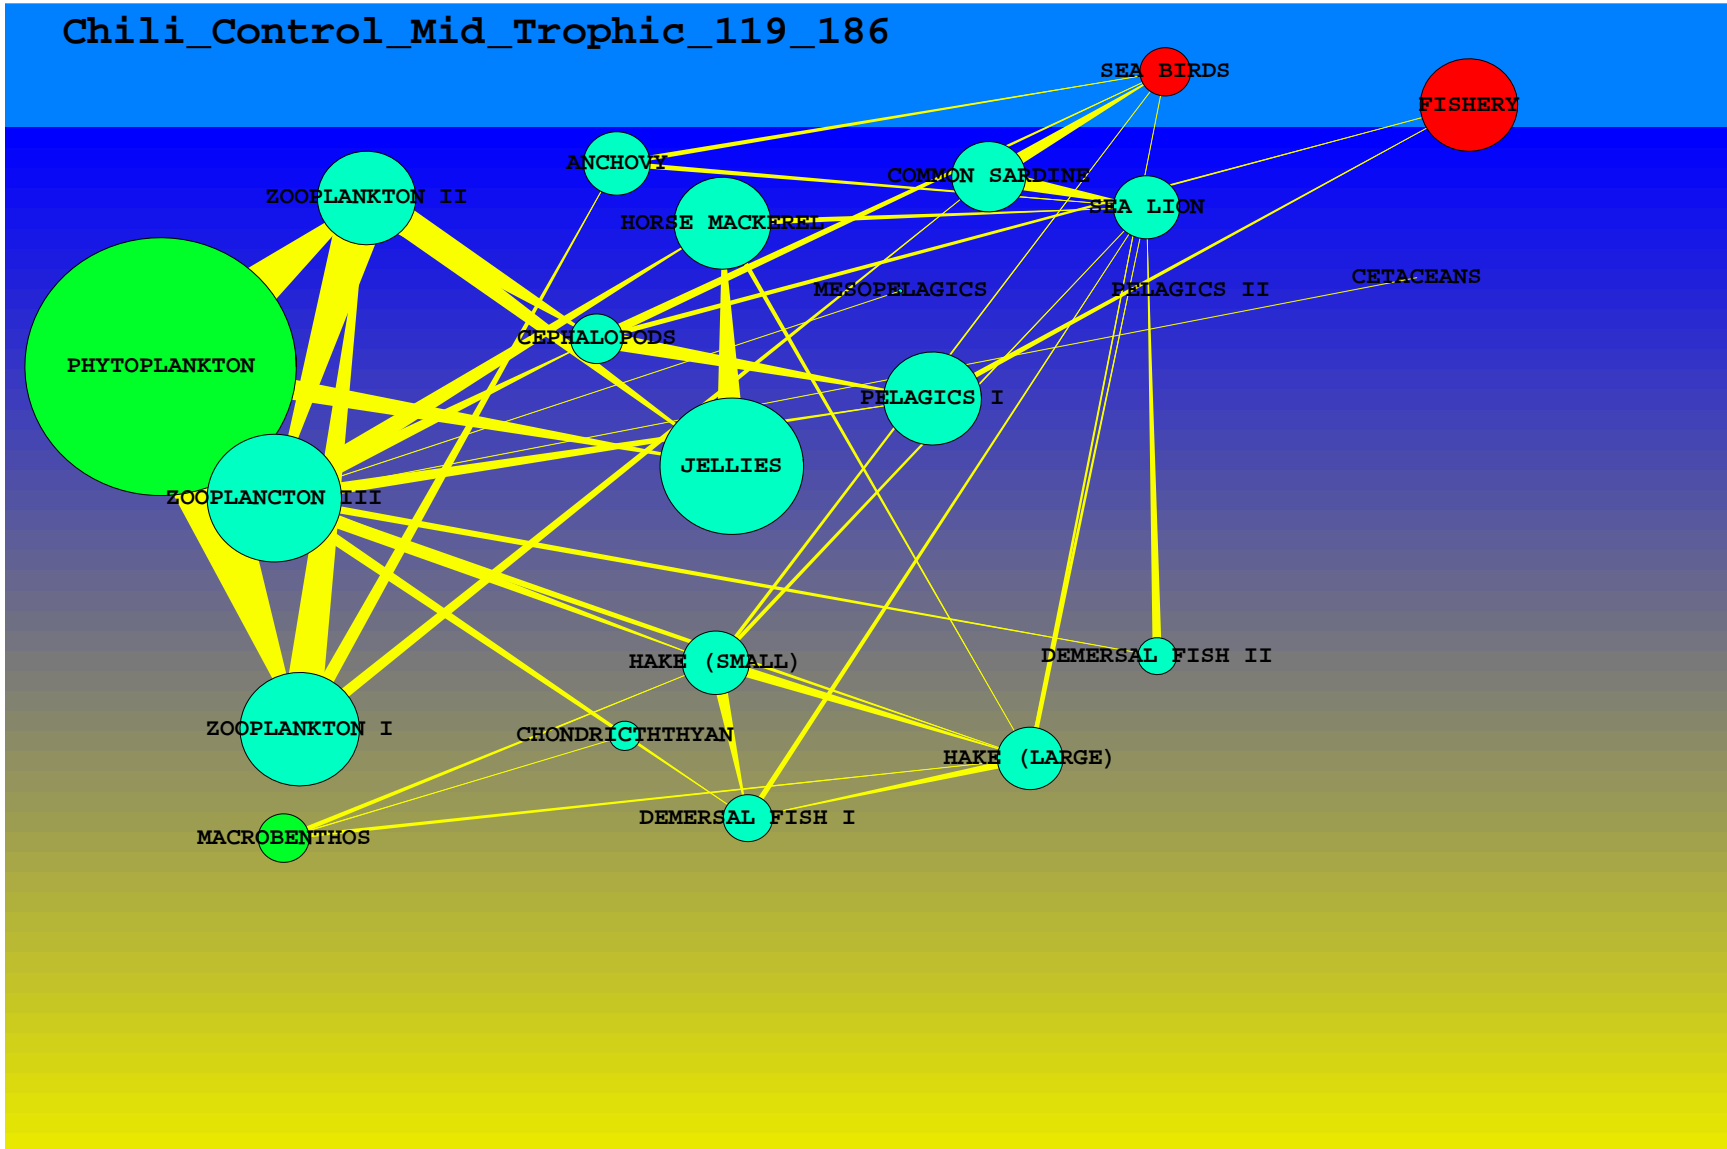 Chili_Control_Mid_Trophic_119_186
SEA BIRDS
FISHERY
ANCHOVY
COMMON SARDINE
ZOOPLANKTON II
SEA LION
HORSE MACKEREL
CETACEANS
MESOPELAGICS
PELAGICS II
CEPHALOPODS
PHYTOPLANKTON
PELAGICS I
JELLIES
ZOOPLANCTON III
HAKE (SMALL)
DEMERSAL FISH II
ZOOPLANKTON I
CHONDRICTHTHYAN
HAKE (LARGE)
DEMERSAL FISH I
MACROBENTHOS